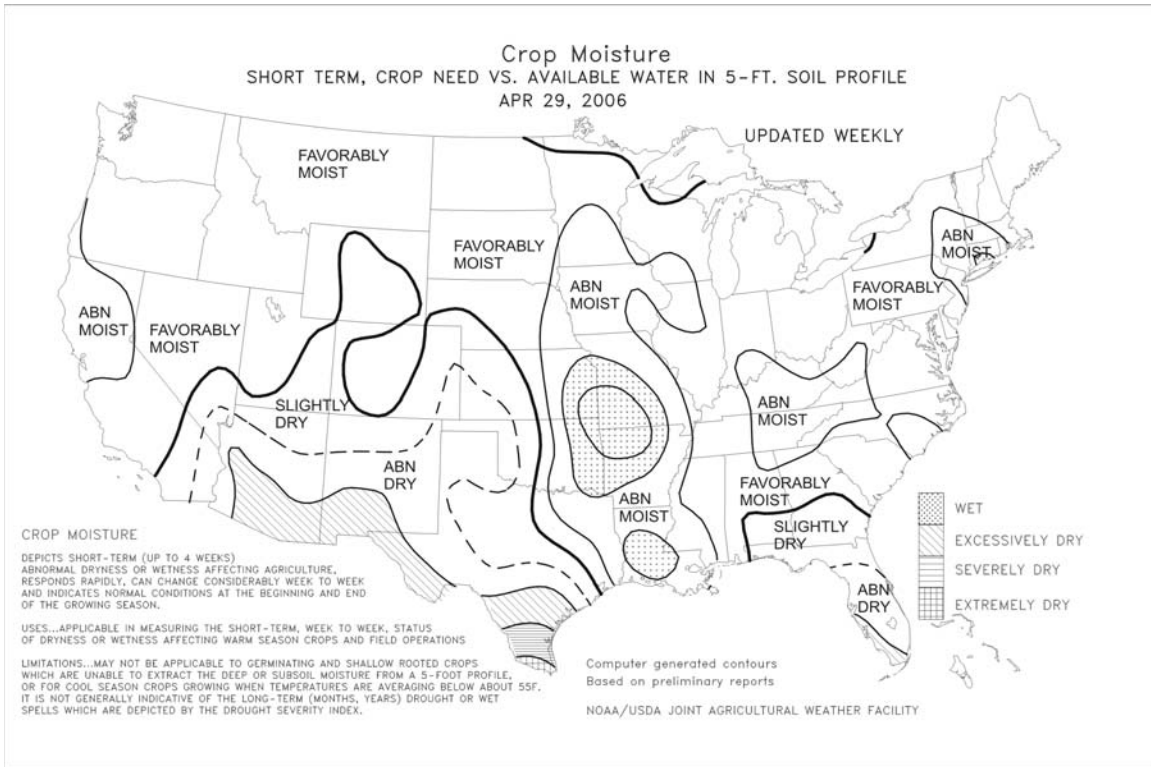 Crop Moisture
SHORT TERM, CROP NEED VS. AVAILABLE WATER IN 5-FT. SOIL PROFILE
APR 29, 2006
UPDATED WEEKLY
FAVORABLY
MOIST
FAVORABLY
MOIST
ABN
MOIST
ABN
MOIST
FAVORABLY
MOIST
ABN
MOIST
FAVORABLY
MOIST
SLIGHTLY
DRY
ABN
MOIST
ABN
DRY
FAVORABLY
MOIST
ABN
MOIST
SLIGHTLY
DRY
ABN
DRY
WET
EXCESSIVELY DRY
SEVERELY DRY
EXTREMELY DRY
CROP MOISTURE
DEPICTS SHORT-TERM (UP TO 4 WEEKS)
ABNORMAL DRYNESS OR WETNESS AFFECTING AGRICULTURE,
RESPONDS RAPIDLY, CAN CHANGE CONSIDERABLY WEEK TO WEEK
AND INDICATES NORMAL CONDITIONS AT THE BEGINNING AND END
OF THE GROWING SEASON.
USES...APPLICABLE IN MEASURING THE SHORT-TERM, WEEK TO WEEK, STATUS
OF DRYNESS OR WETNESS AFFECTING WARM SEASON CROPS AND FIELD OPERATIONS
LIMITATIONS...MAY NOT BE APPLICABLE TO GERMINATING AND SHALLOW ROOTED CROPS
WHICH ARE UNABLE TO EXTRACT THE DEEP OR SUBSOIL MOISTURE FROM A 5-FOOT PROFILE,
OR FOR COOL SEASON CROPS GROWING WHEN TEMPERATURES ARE AVERAGING BELOW ABOUT 55F.
IT IS NOT GENERALLY INDICATIVE OF THE LONG-TERM (MONTHS, YEARS) DROUGHT OR WET
SPELLS WHICH ARE DEPICTED BY THE DROUGHT SEVERITY INDEX.
Computer generated contours
Based on preliminary reports
NOAA/USDA JOINT AGRICULTURAL WEATHER FACILITY